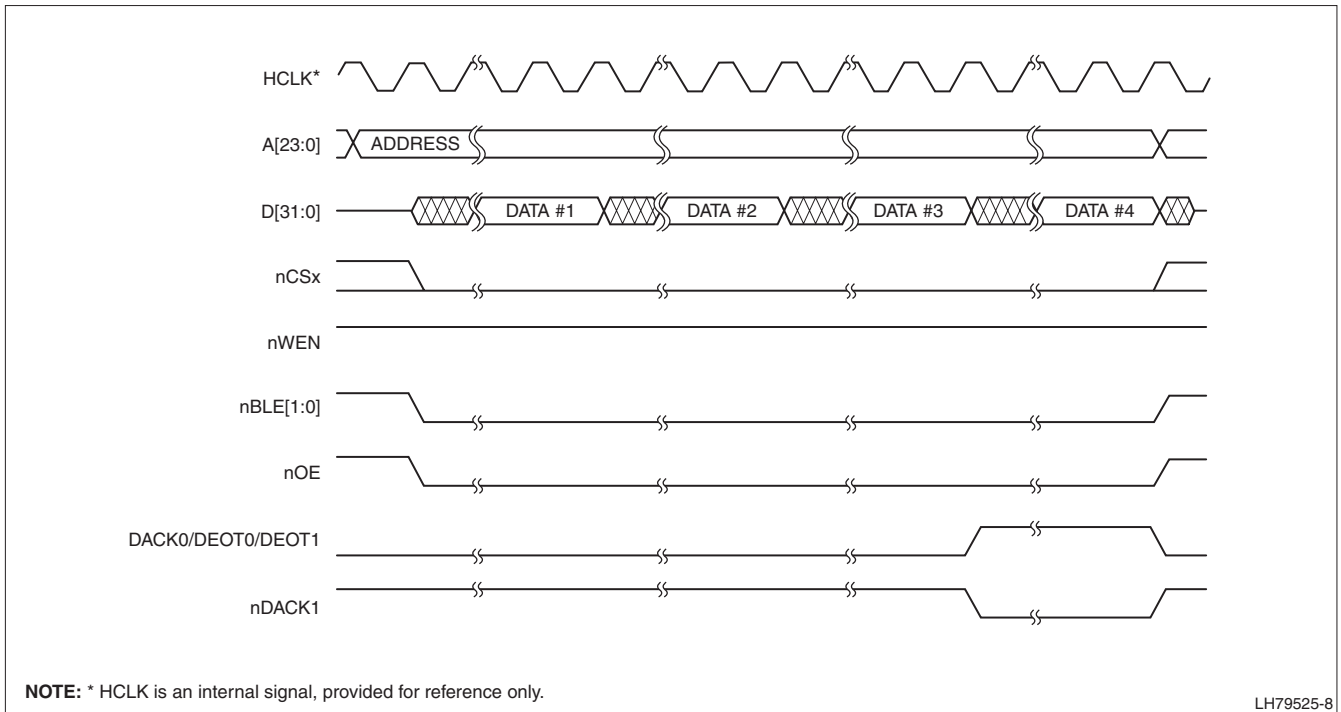 HCLK*
A[23:0] ADDRESS
D[31:0] DATA #1 DATA #2 DATA #3 DATA #4
nCSx
nWEN
nBLE[1:0]
nOE
DACK0/DEOT0/DEOT1
nDACK1
NOTE: * HCLK is an internal signal, provided for reference only.
LH79525-8